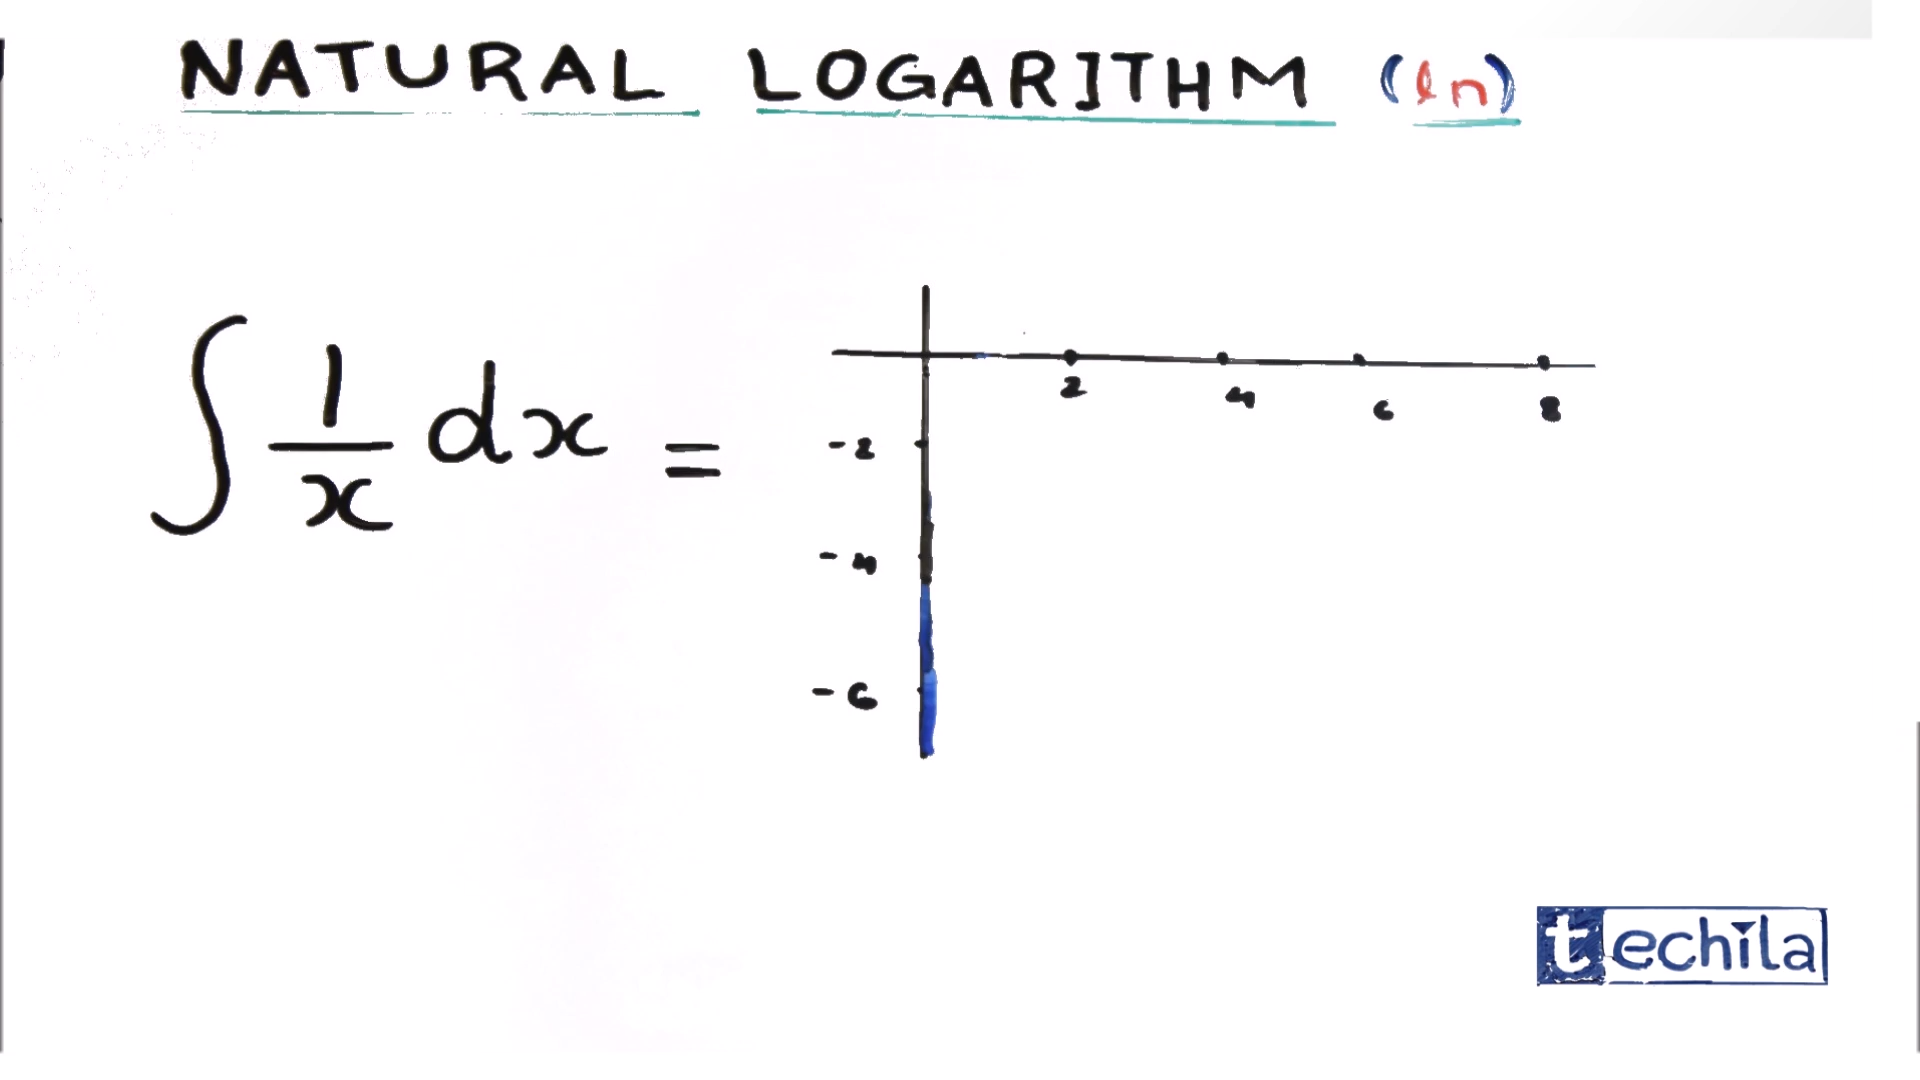 NATURAL LOGARITHM (ln)
∫ 1/x dx =
2 4 6 8
-2
-4
-6
techila